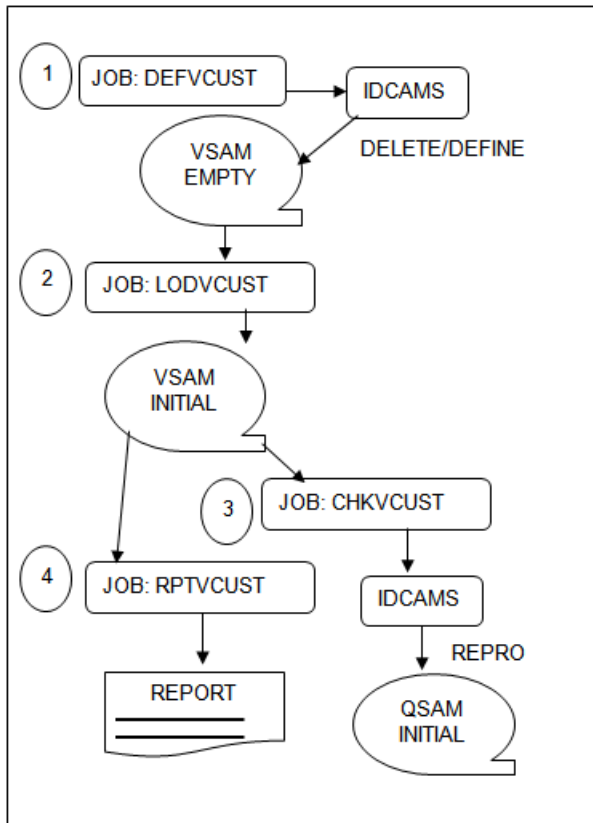 1
JOB: DEFVCUST
IDCAMS
DELETE/DEFINE
VSAM
EMPTY
2
JOB: LODVCUST
VSAM
INITIAL
3
JOB: CHKVCUST
4
JOB: RPTVCUST
IDCAMS
REPRO
REPORT
QSAM
INITIAL